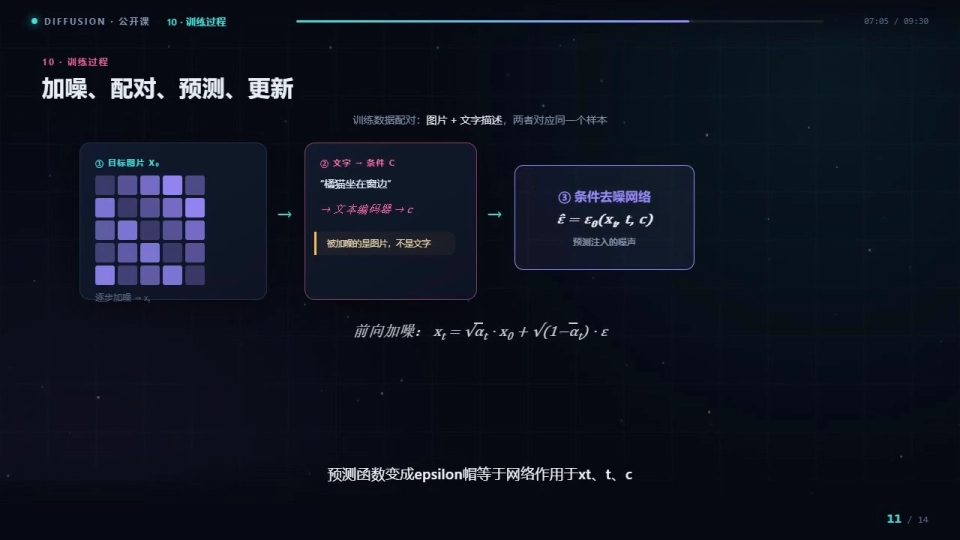 DIFFUSION · 公开课
10 · 训练过程
07:05 / 09:30
10 · 训练过程
加噪、配对、预测、更新
训练数据配对：图片 + 文字描述，两者对应同一个样本
① 目标图片 X₀
逐步加噪 → xₜ
② 文字 → 条件 C
“橘猫坐在窗边”
→ 文本编码器 → c
被加噪的是图片，不是文字
③ 条件去噪网络
ε̂ = ε_θ(xₜ, t, c)
预测注入的噪声
前向加噪： xₜ = √ᾱₜ · x₀ + √(1−ᾱₜ) · ε
预测函数变成epsilon帽等于网络作用于xt、t、c
11 / 14